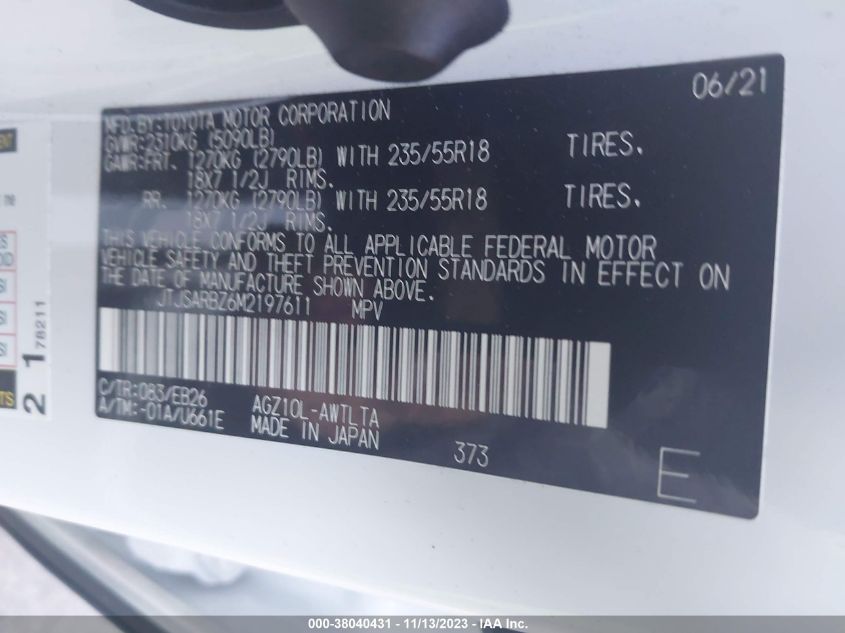 06/21
MFD.BY:TOYOTA MOTOR CORPORATION
GVWR:2310KG (5090LB)
GAWR:FRT. 1270KG (2790LB) WITH 235/55R18 TIRES.
18X7 1/2J RIMS.
RR. 1270KG (2790LB) WITH 235/55R18 TIRES.
18X7 1/2J RIMS.
THIS VEHICLE CONFORMS TO ALL APPLICABLE FEDERAL MOTOR
VEHICLE SAFETY AND THEFT PREVENTION STANDARDS IN EFFECT ON
THE DATE OF MANUFACTURE SHOWN ABOVE.
JTJSARBZ6M2197611 MPV
C/TR:083/EB26 AGZ10L-AWTLTA
A/TM:-01A/U661E MADE IN JAPAN
373
E
2 178211
000-38040431 - 11/13/2023 - IAA Inc.